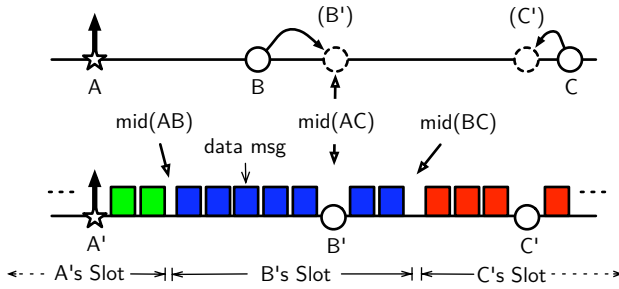 (B') (C')
A B C
mid(AB) mid(AC) mid(BC)
data msg
A' B' C'
A's Slot B's Slot C's Slot